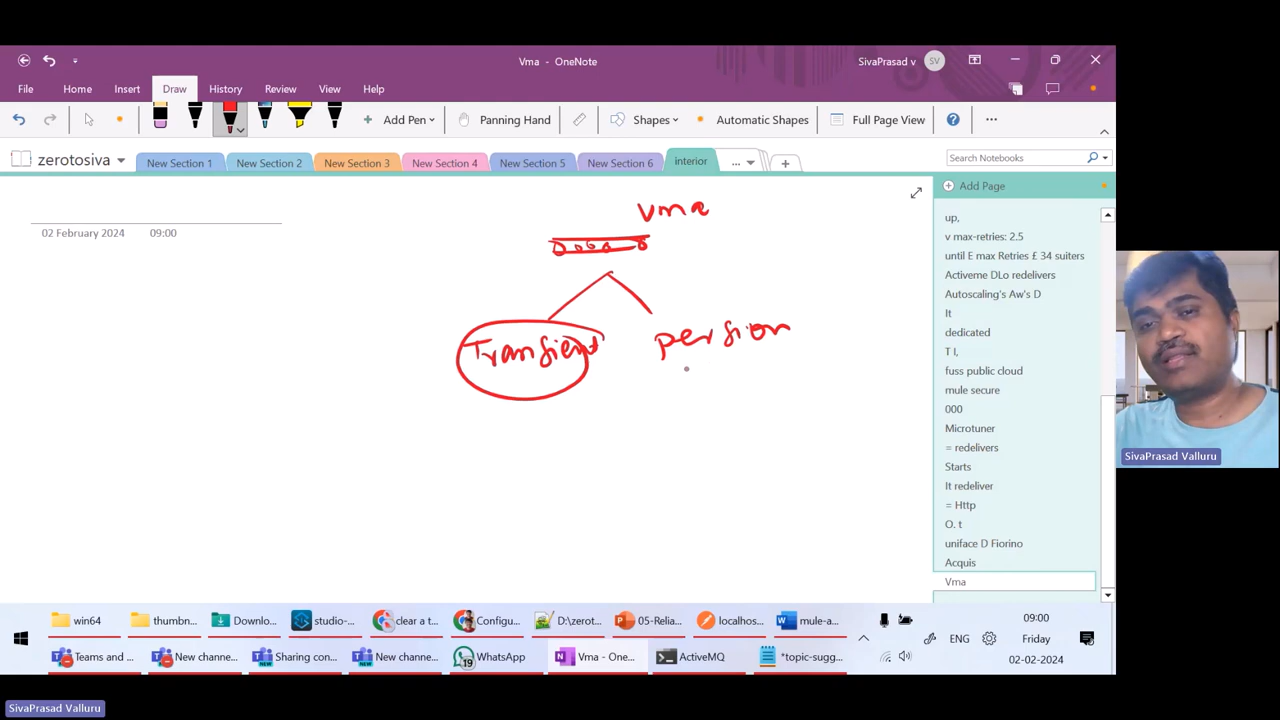 Vma - OneNote
SivaPrasad v
SV
File
Home
Insert
Draw
History
Review
View
Help
Add Pen
Panning Hand
Shapes
Automatic Shapes
Full Page View
zerotosiva
New Section 1
New Section 2
New Section 3
New Section 4
New Section 5
New Section 6
interior
...
Search Notebooks
02 February 2024
09:00
Vma
Transient
persion
Add Page
up,
v max-retries: 2.5
until E max Retries £ 34 suiters
Activeme DLo redelivers
Autoscaling's Aw's D
It
dedicated
T l,
fuss public cloud
mule secure
000
Microtuner
= redelivers
Starts
It redeliver
= Http
O. t
uniface D Fiorino
Acquis
Vma
SivaPrasad Valluru
win64
thumbn...
Downlo...
studio-...
clear a t...
Configu...
D:\zerot...
05-Relia...
localhos...
mule-a...
ENG
09:00
Friday
02-02-2024
Teams and ...
New channe...
Sharing con...
New channe...
19
WhatsApp
Vma - One...
ActiveMQ
*topic-sugg...
SivaPrasad Valluru